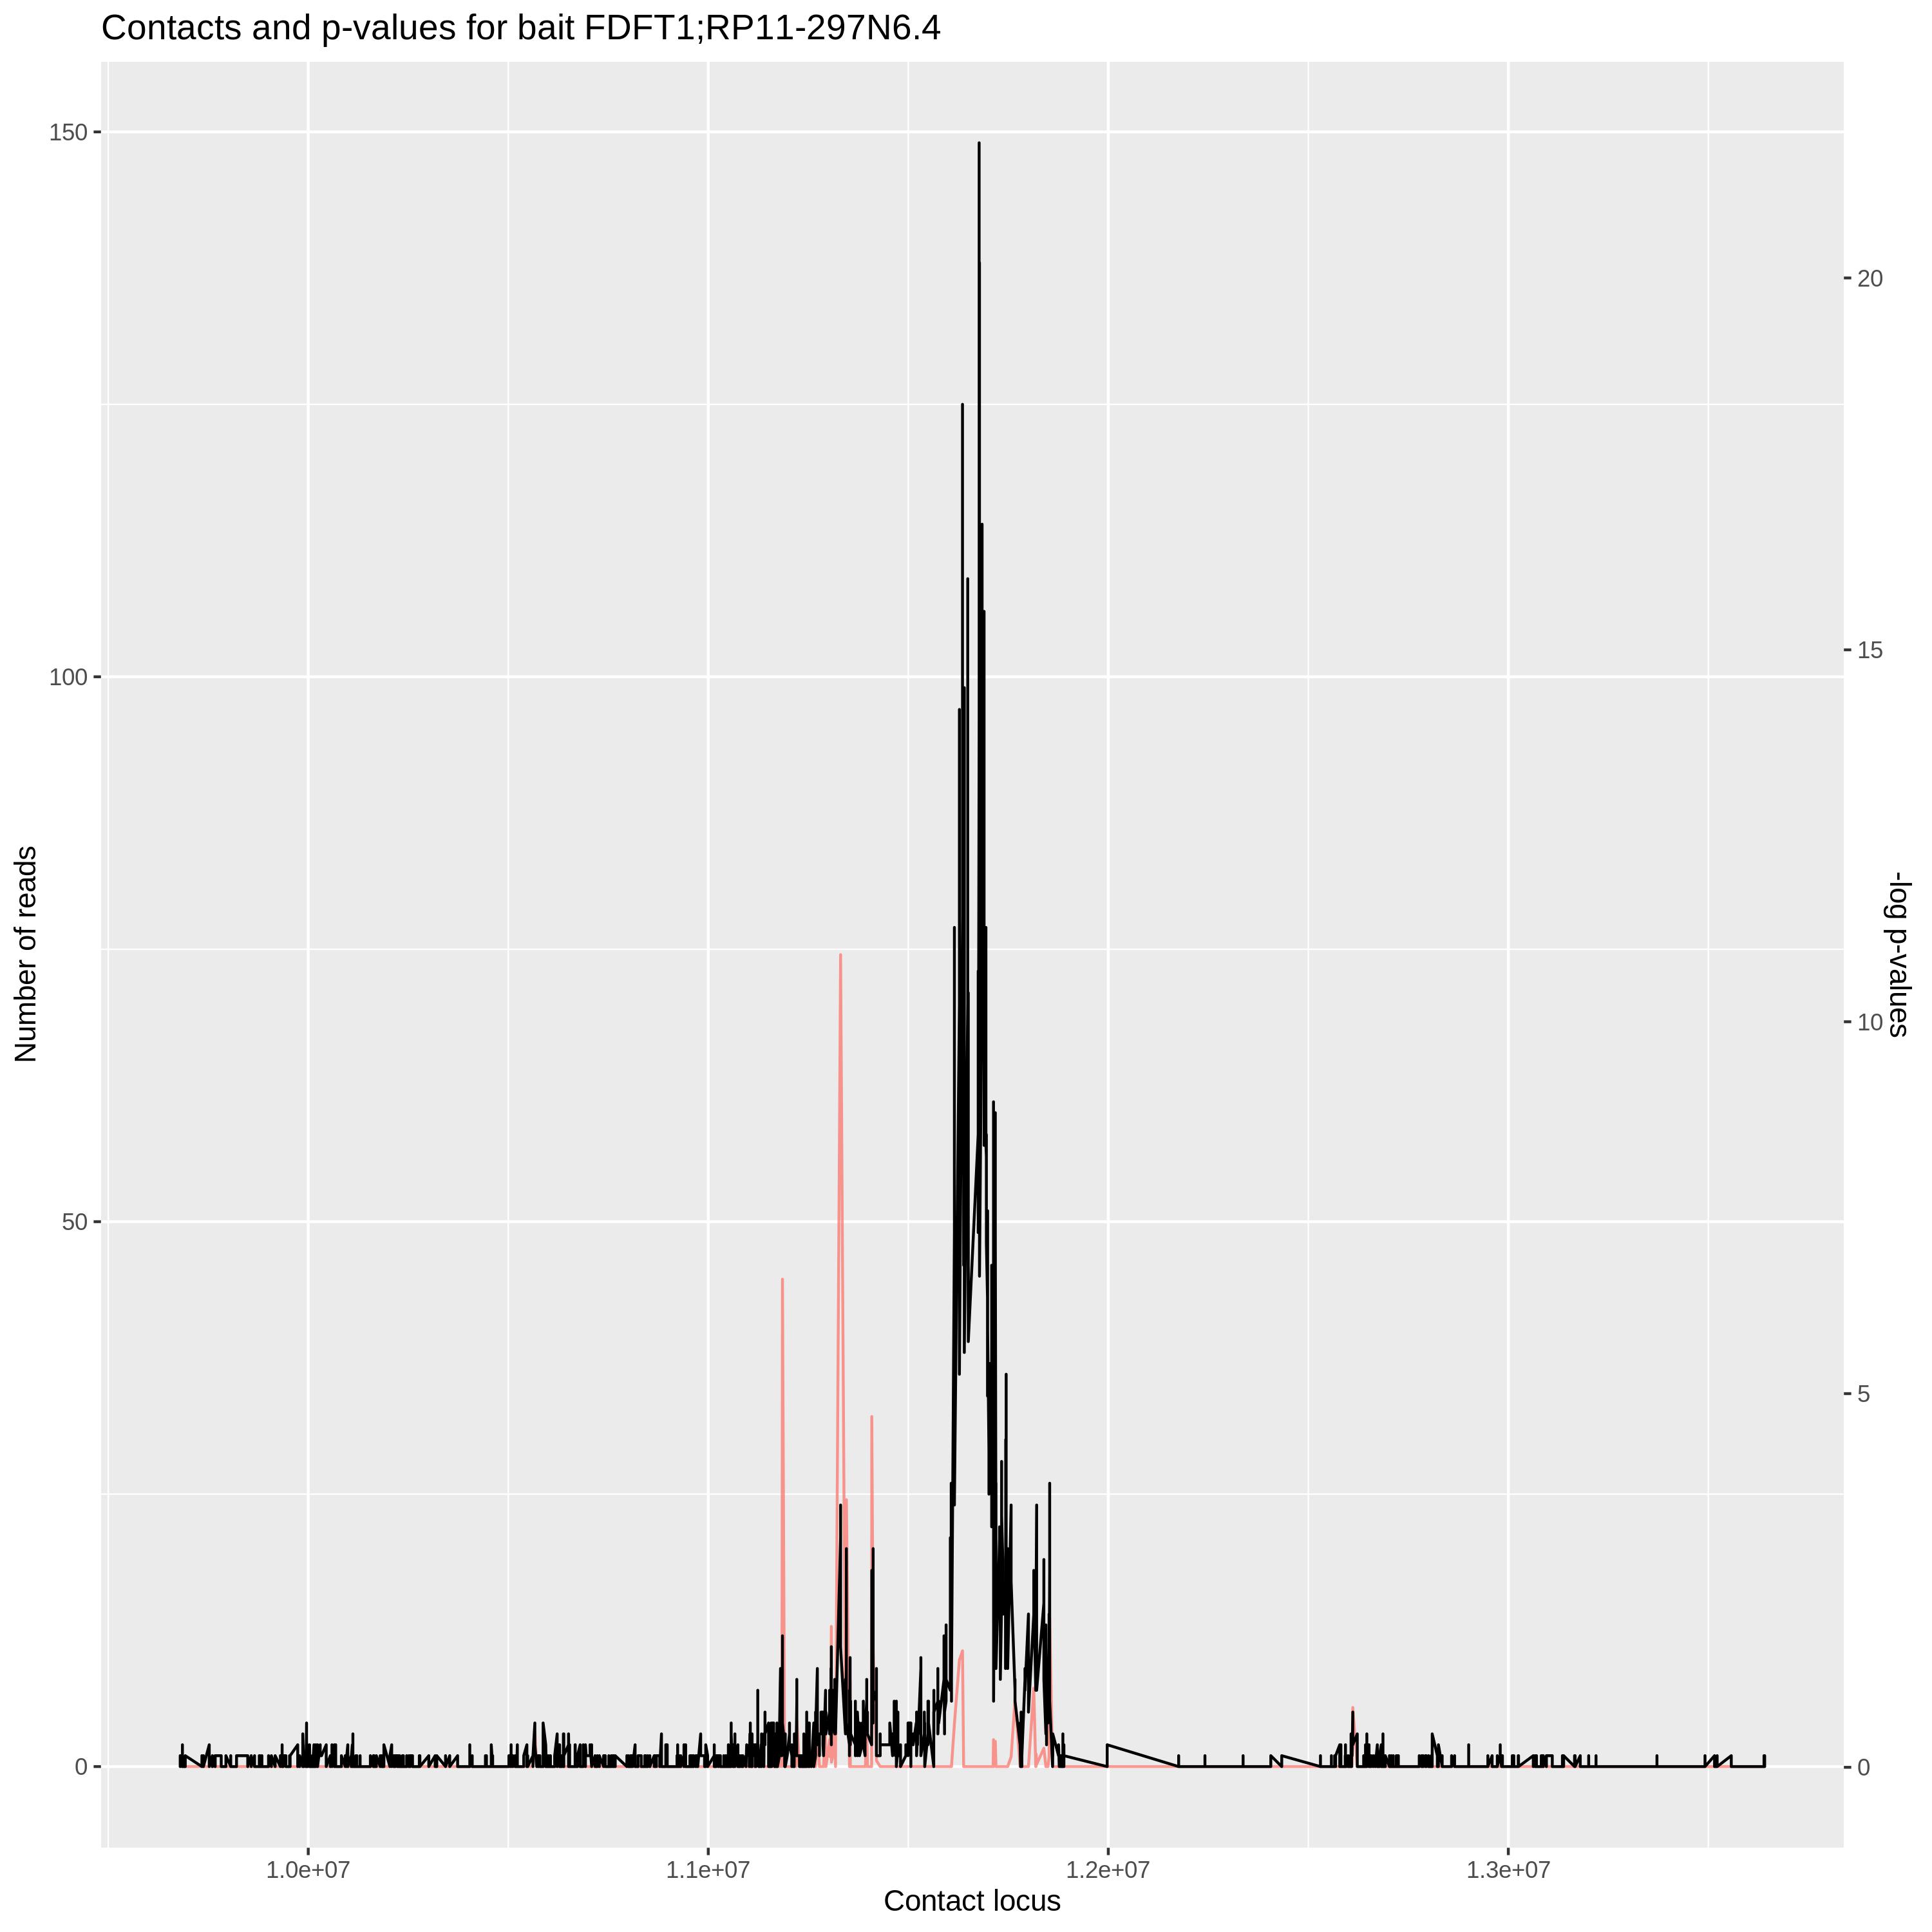 Contacts and p-values for bait FDFT1;RP11-297N6.4
150
100
50
0
Number of reads
20
15
10
5
0
-log p-values
1.0e+07
1.1e+07
1.2e+07
1.3e+07
Contact locus